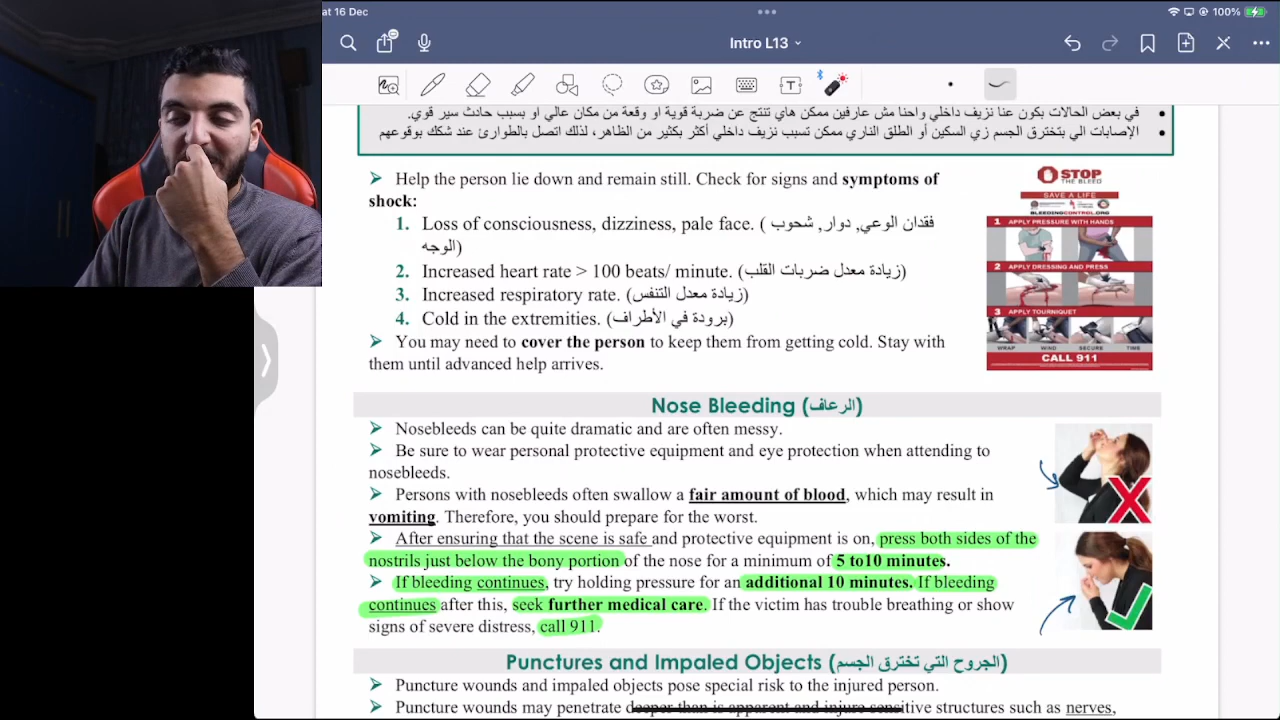 at 16 Dec
100%
Intro L13
في بعض الحالات بكون عنا نزيف داخلي واحنا مش عارفين ممكن هاي تنتج عن ضربة قوية او وقعة من مكان عالي او بسبب حادث سير قوي.
الإصابات الي بتخترق الجسم زي السكين أو الطلق الناري ممكن تسبب نزيف داخلي أكثر بكثير من الظاهر، لذلك اتصل بالطوارئ عند شكك بوقوعهم
➤ Help the person lie down and remain still. Check for signs and symptoms of
shock:
1. Loss of consciousness, dizziness, pale face. (فقدان الوعي, دوار, شحوب
الوجه)
2. Increased heart rate > 100 beats/ minute. (زيادة معدل ضربات القلب)
3. Increased respiratory rate. (زيادة معدل التنفس)
4. Cold in the extremities. (برودة في الأطراف)
➤ You may need to cover the person to keep them from getting cold. Stay with
them until advanced help arrives.
STOP
THE BLEED
SAVE A LIFE
BLEEDINGCONTROL.ORG
1 APPLY PRESSURE WITH HANDS
2 APPLY DRESSING AND PRESS
3 APPLY TOURNIQUET
WRAP WIND SECURE TIME
CALL 911
Nose Bleeding (الرعاف)
➤ Nosebleeds can be quite dramatic and are often messy.
➤ Be sure to wear personal protective equipment and eye protection when attending to
nosebleeds.
➤ Persons with nosebleeds often swallow a fair amount of blood, which may result in
vomiting. Therefore, you should prepare for the worst.
➤ After ensuring that the scene is safe and protective equipment is on, press both sides of the
nostrils just below the bony portion of the nose for a minimum of 5 to10 minutes.
➤ If bleeding continues, try holding pressure for an additional 10 minutes. If bleeding
continues after this, seek further medical care. If the victim has trouble breathing or show
signs of severe distress, call 911.
Punctures and Impaled Objects (الجروح التي تخترق الجسم)
➤ Puncture wounds and impaled objects pose special risk to the injured person.
➤ Puncture wounds may penetrate deeper than is apparent and injure sensitive structures such as nerves,